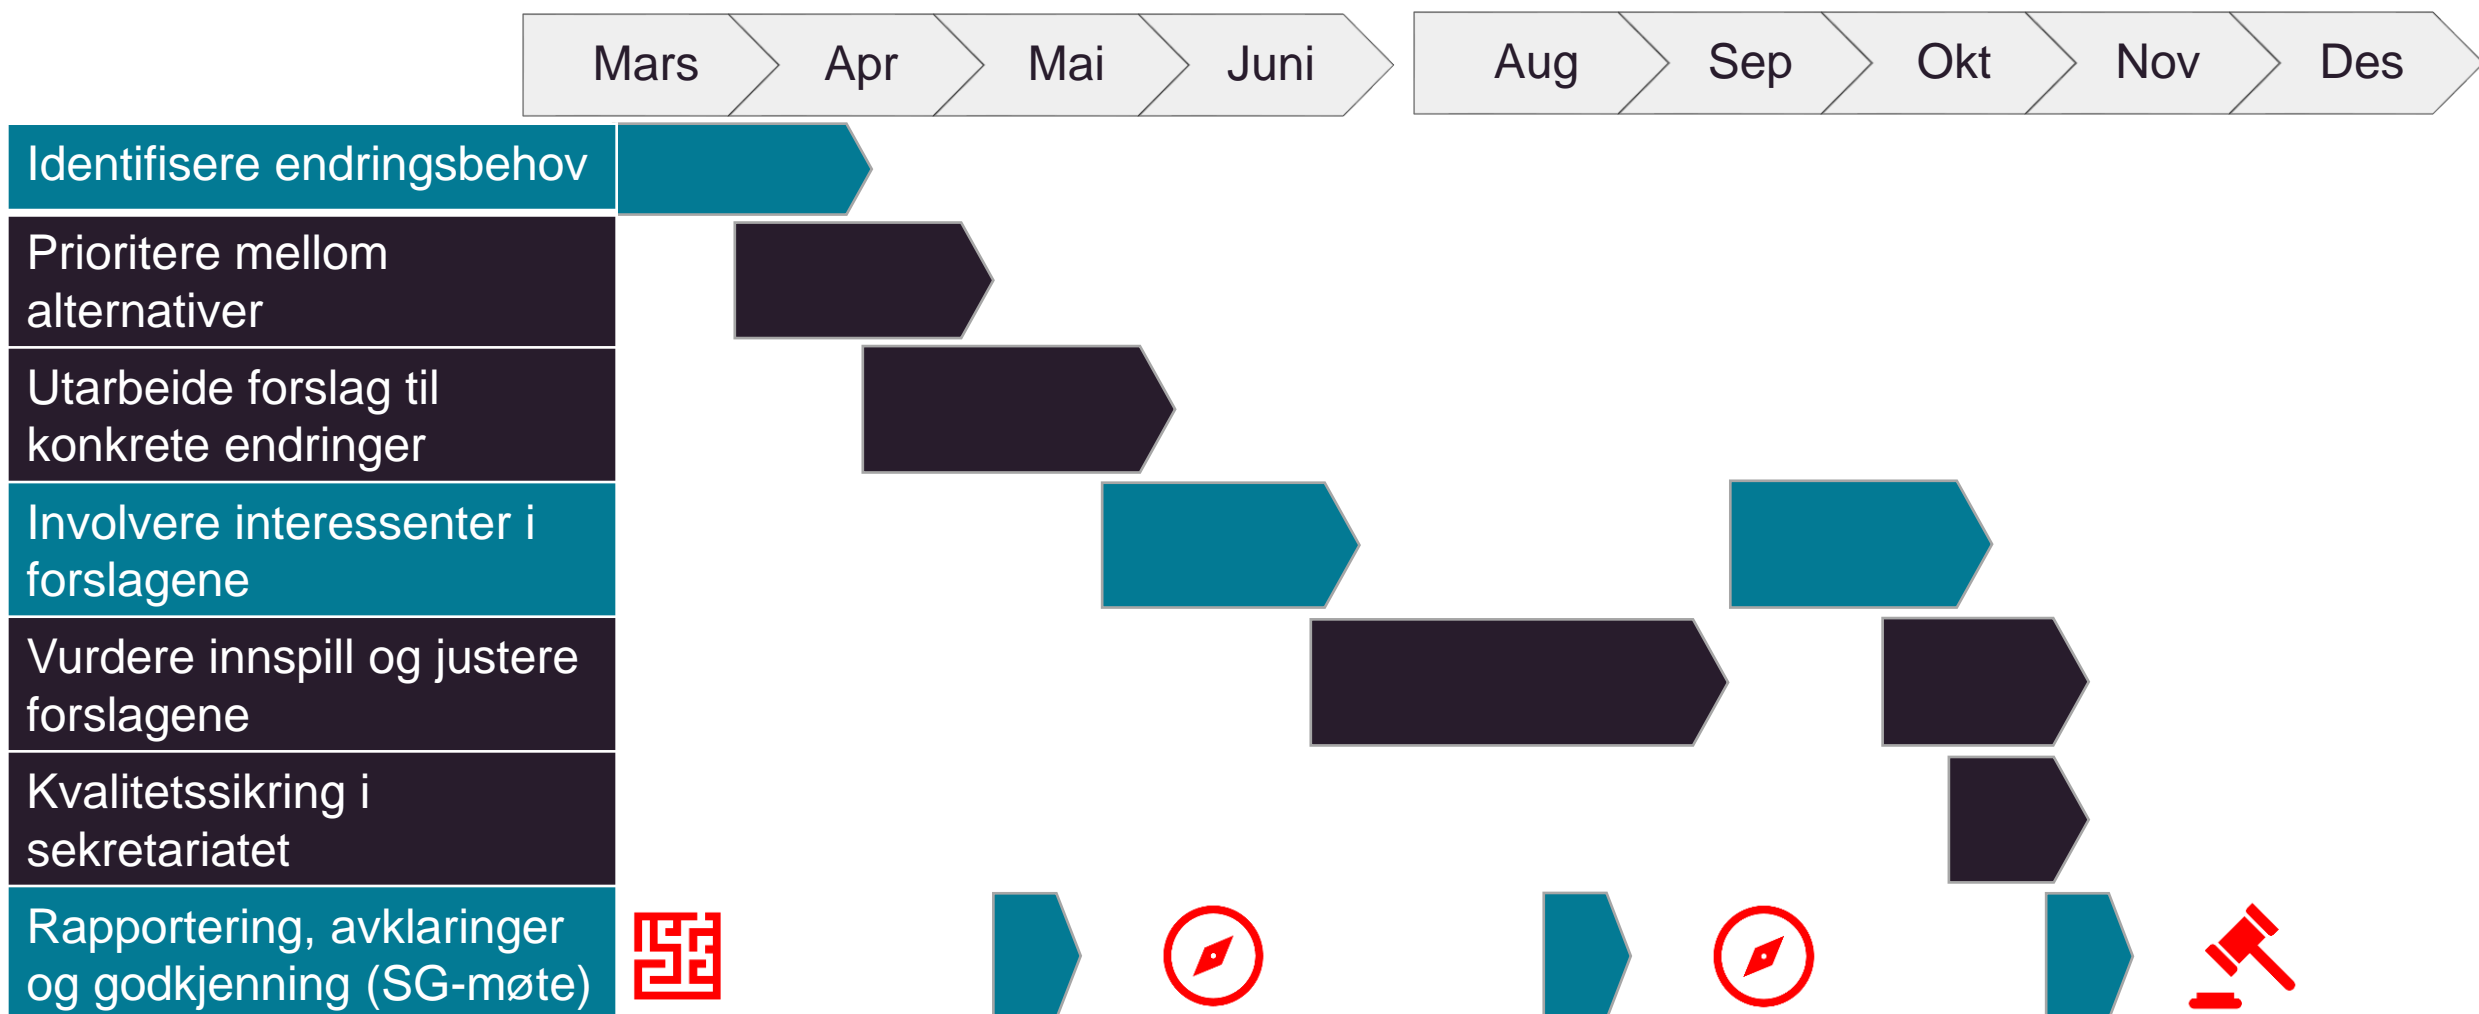 Mars Apr Mai Juni Aug Sep Okt Nov Des
Identifisere endringsbehov
Prioritere mellom
alternativer
Utarbeide forslag til
konkrete endringer
Involvere interessenter i
forslagene
Vurdere innspill og justere
forslagene
Kvalitetssikring i
sekretariatet
Rapportering, avklaringer
og godkjenning (SG-møte)